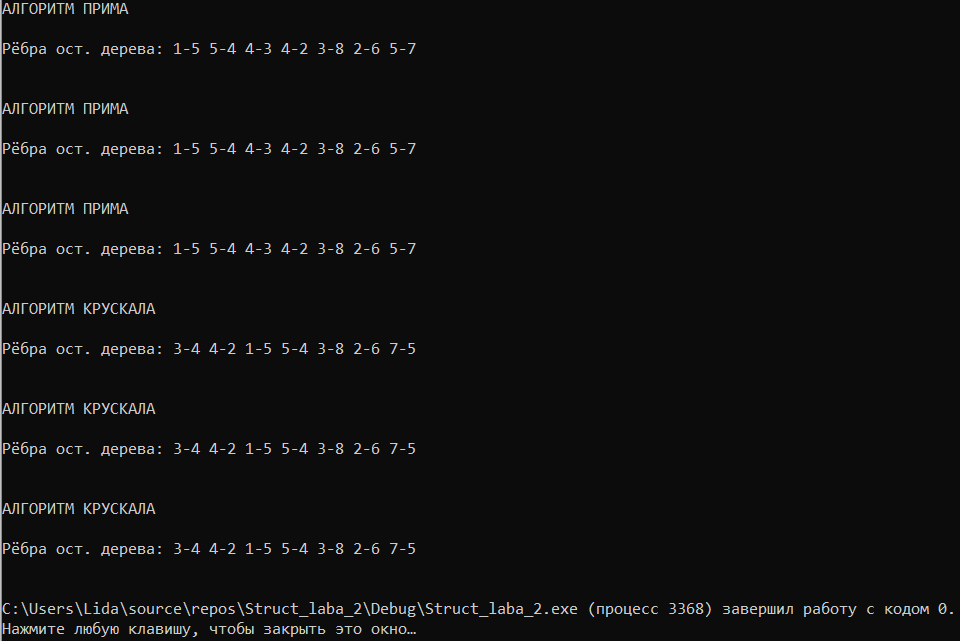 АЛГОРИТМ ПРИМА
Рёбра ост. дерева: 1-5 5-4 4-3 4-2 3-8 2-6 5-7
АЛГОРИТМ ПРИМА
Рёбра ост. дерева: 1-5 5-4 4-3 4-2 3-8 2-6 5-7
АЛГОРИТМ ПРИМА
Рёбра ост. дерева: 1-5 5-4 4-3 4-2 3-8 2-6 5-7
АЛГОРИТМ КРУСКАЛА
Рёбра ост. дерева: 3-4 4-2 1-5 5-4 3-8 2-6 7-5
АЛГОРИТМ КРУСКАЛА
Рёбра ост. дерева: 3-4 4-2 1-5 5-4 3-8 2-6 7-5
АЛГОРИТМ КРУСКАЛА
Рёбра ост. дерева: 3-4 4-2 1-5 5-4 3-8 2-6 7-5
C:\Users\Lida\source\repos\Struct_laba_2\Debug\Struct_laba_2.exe (процесс 3368) завершил работу с кодом 0.
Нажмите любую клавишу, чтобы закрыть это окно…